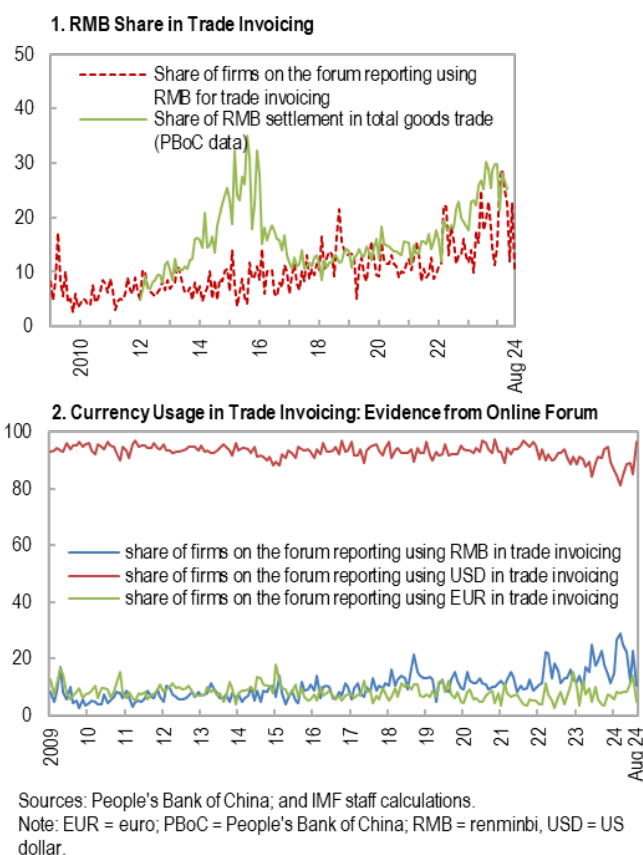 1. RMB Share in Trade Invoicing
50
40
30
20
10
0
Share of firms on the forum reporting using
RMB for trade invoicing
Share of RMB settlement in total goods trade
(PBoC data)
2010
12
14
16
18
20
22
Aug 24
2. Currency Usage in Trade Invoicing: Evidence from Online Forum
100
80
60
40
20
0
share of firms on the forum reporting using RMB in trade invoicing
share of firms on the forum reporting using USD in trade invoicing
share of firms on the forum reporting using EUR in trade invoicing
2009
10
11
12
13
14
15
16
17
18
19
20
21
22
23
24
Aug 24
Sources: People's Bank of China; and IMF staff calculations.
Note: EUR = euro; PBoC = People's Bank of China; RMB = renminbi, USD = US
dollar.